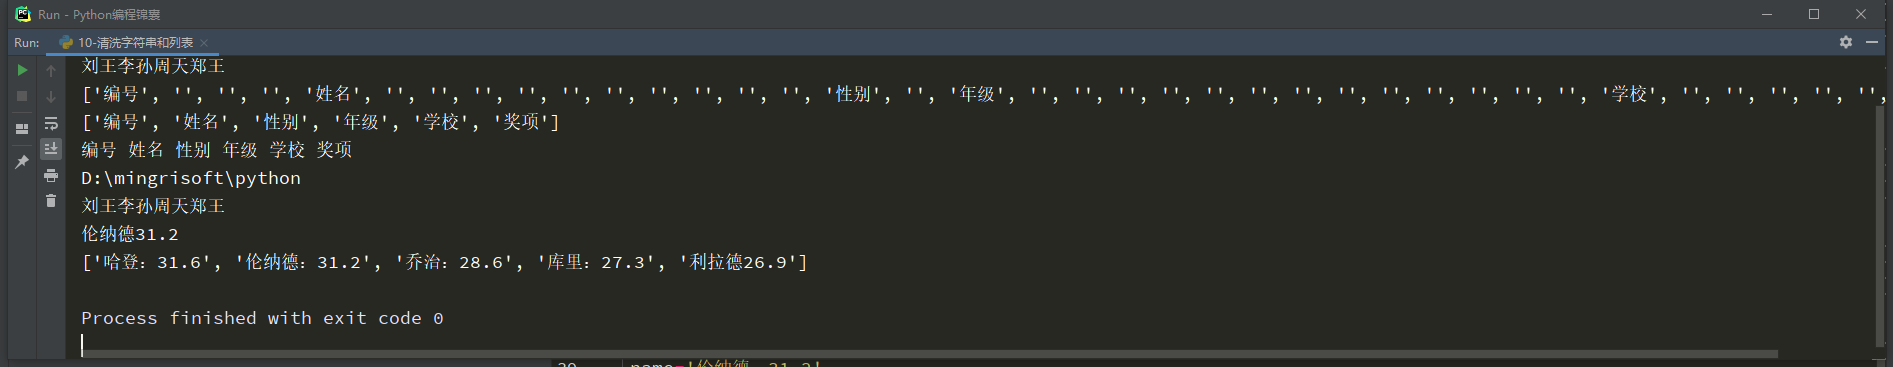 Run - Python编程锦囊
Run: 10-清洗字符串和列表
刘王李孙周天郑王
['编号', '', '', '', '姓名', '', '', '', '', '', '', '', '', '', '', '性别', '', '年级', '', '', '', '', '', '', '', '', '', '', '', '', '', '学校', '', '', '', '', '',
['编号', '姓名', '性别', '年级', '学校', '奖项']
编号 姓名 性别 年级 学校 奖项
D:\mingrisoft\python
刘王李孙周天郑王
伦纳德31.2
['哈登：31.6', '伦纳德：31.2', '乔治：28.6', '库里：27.3', '利拉德26.9']
Process finished with exit code 0